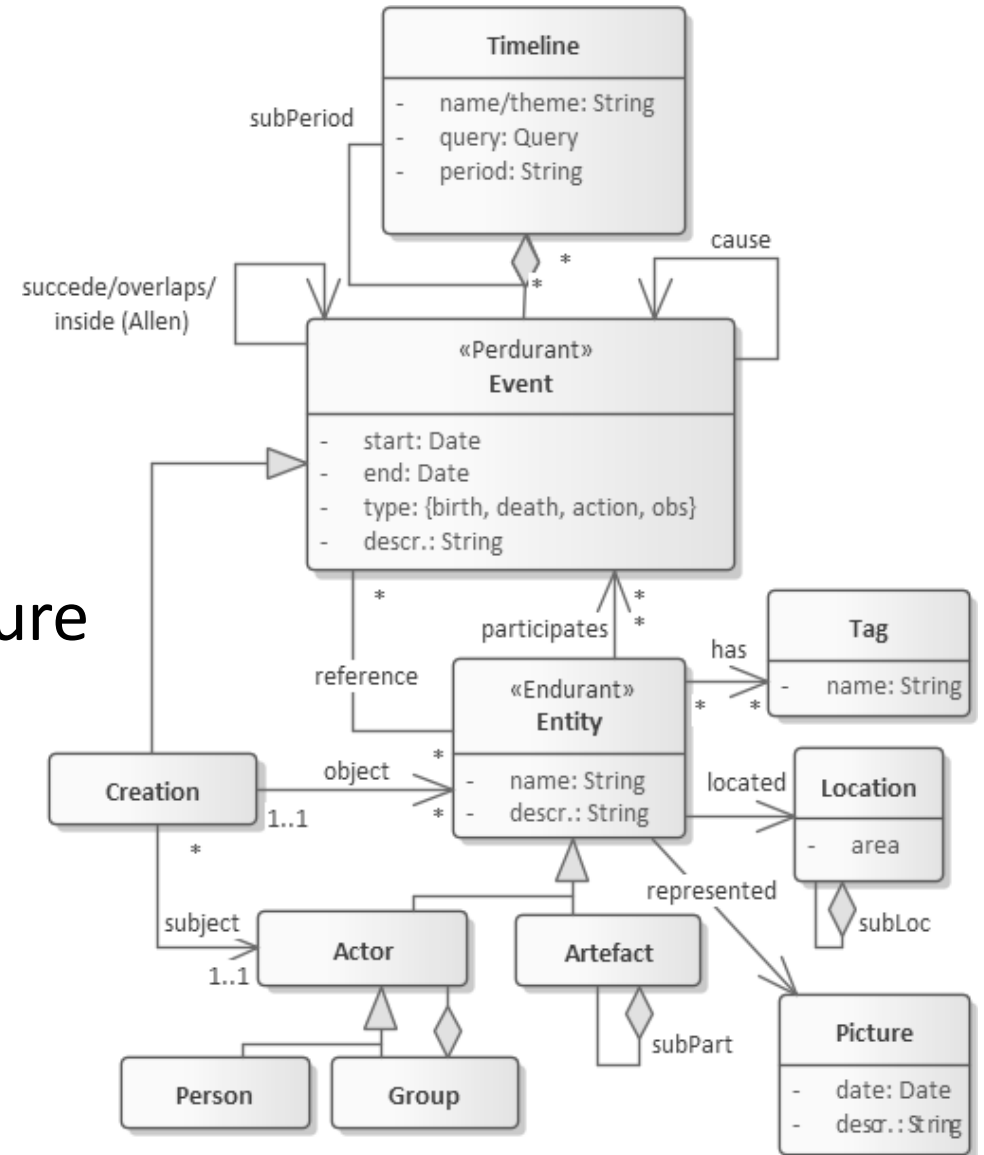 Timeline
- name/theme: String
- query: Query
- period: String
subPeriod
*
*
cause
succede/overlaps/
inside (Allen)
«Perdurant»
Event
- start: Date
- end: Date
- type: {birth, death, action, obs}
- descr.: String
ure
*
reference
*
participates
*
*
«Endurant»
Entity
- name: String
- descr.: String
has
*
*
Tag
- name: String
Creation
object
1..1
*
*
subject
1..1
located
Location
- area
subLoc
represented
Actor
Artefact
subPart
Person
Group
Picture
- date: Date
- descr.: String